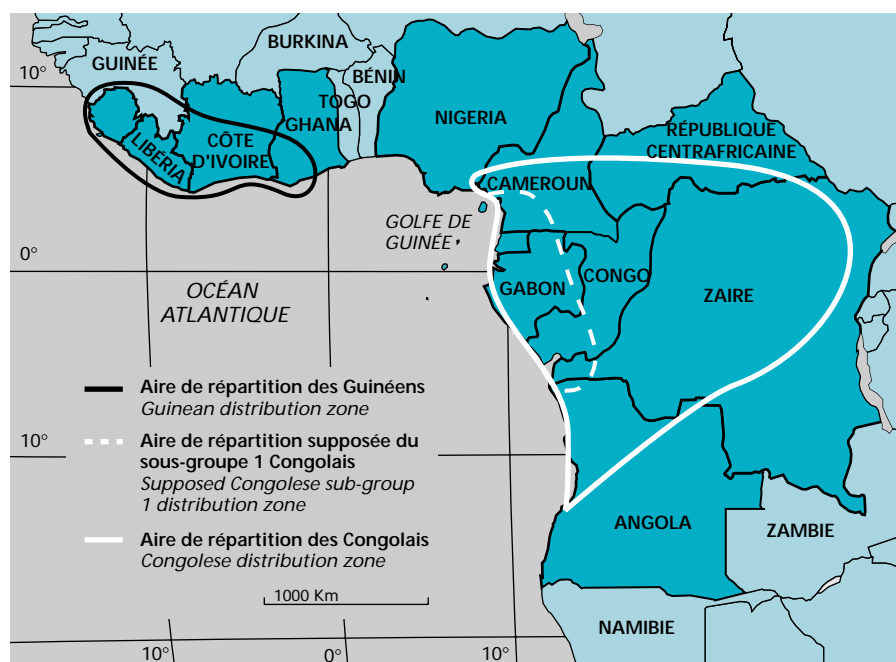 BURKINA
GUINÉE
10°
BÉNIN
TOGO
GHANA
NIGERIA
CÔTE
D'IVOIRE
LIBÉRIA
RÉPUBLIQUE
CENTRAFRICAINE
CAMEROUN
GOLFE DE
GUINÉE
0°
GABON
CONGO
ZAIRE
OCÉAN
ATLANTIQUE
Aire de répartition des Guinéens
Guinean distribution zone
Aire de répartition supposée du
sous-groupe 1 Congolais
Supposed Congolese sub-group
1 distribution zone
Aire de répartition des Congolais
Congolese distribution zone
1000 Km
10°
ANGOLA
ZAMBIE
NAMIBIE
10°
0°
10°